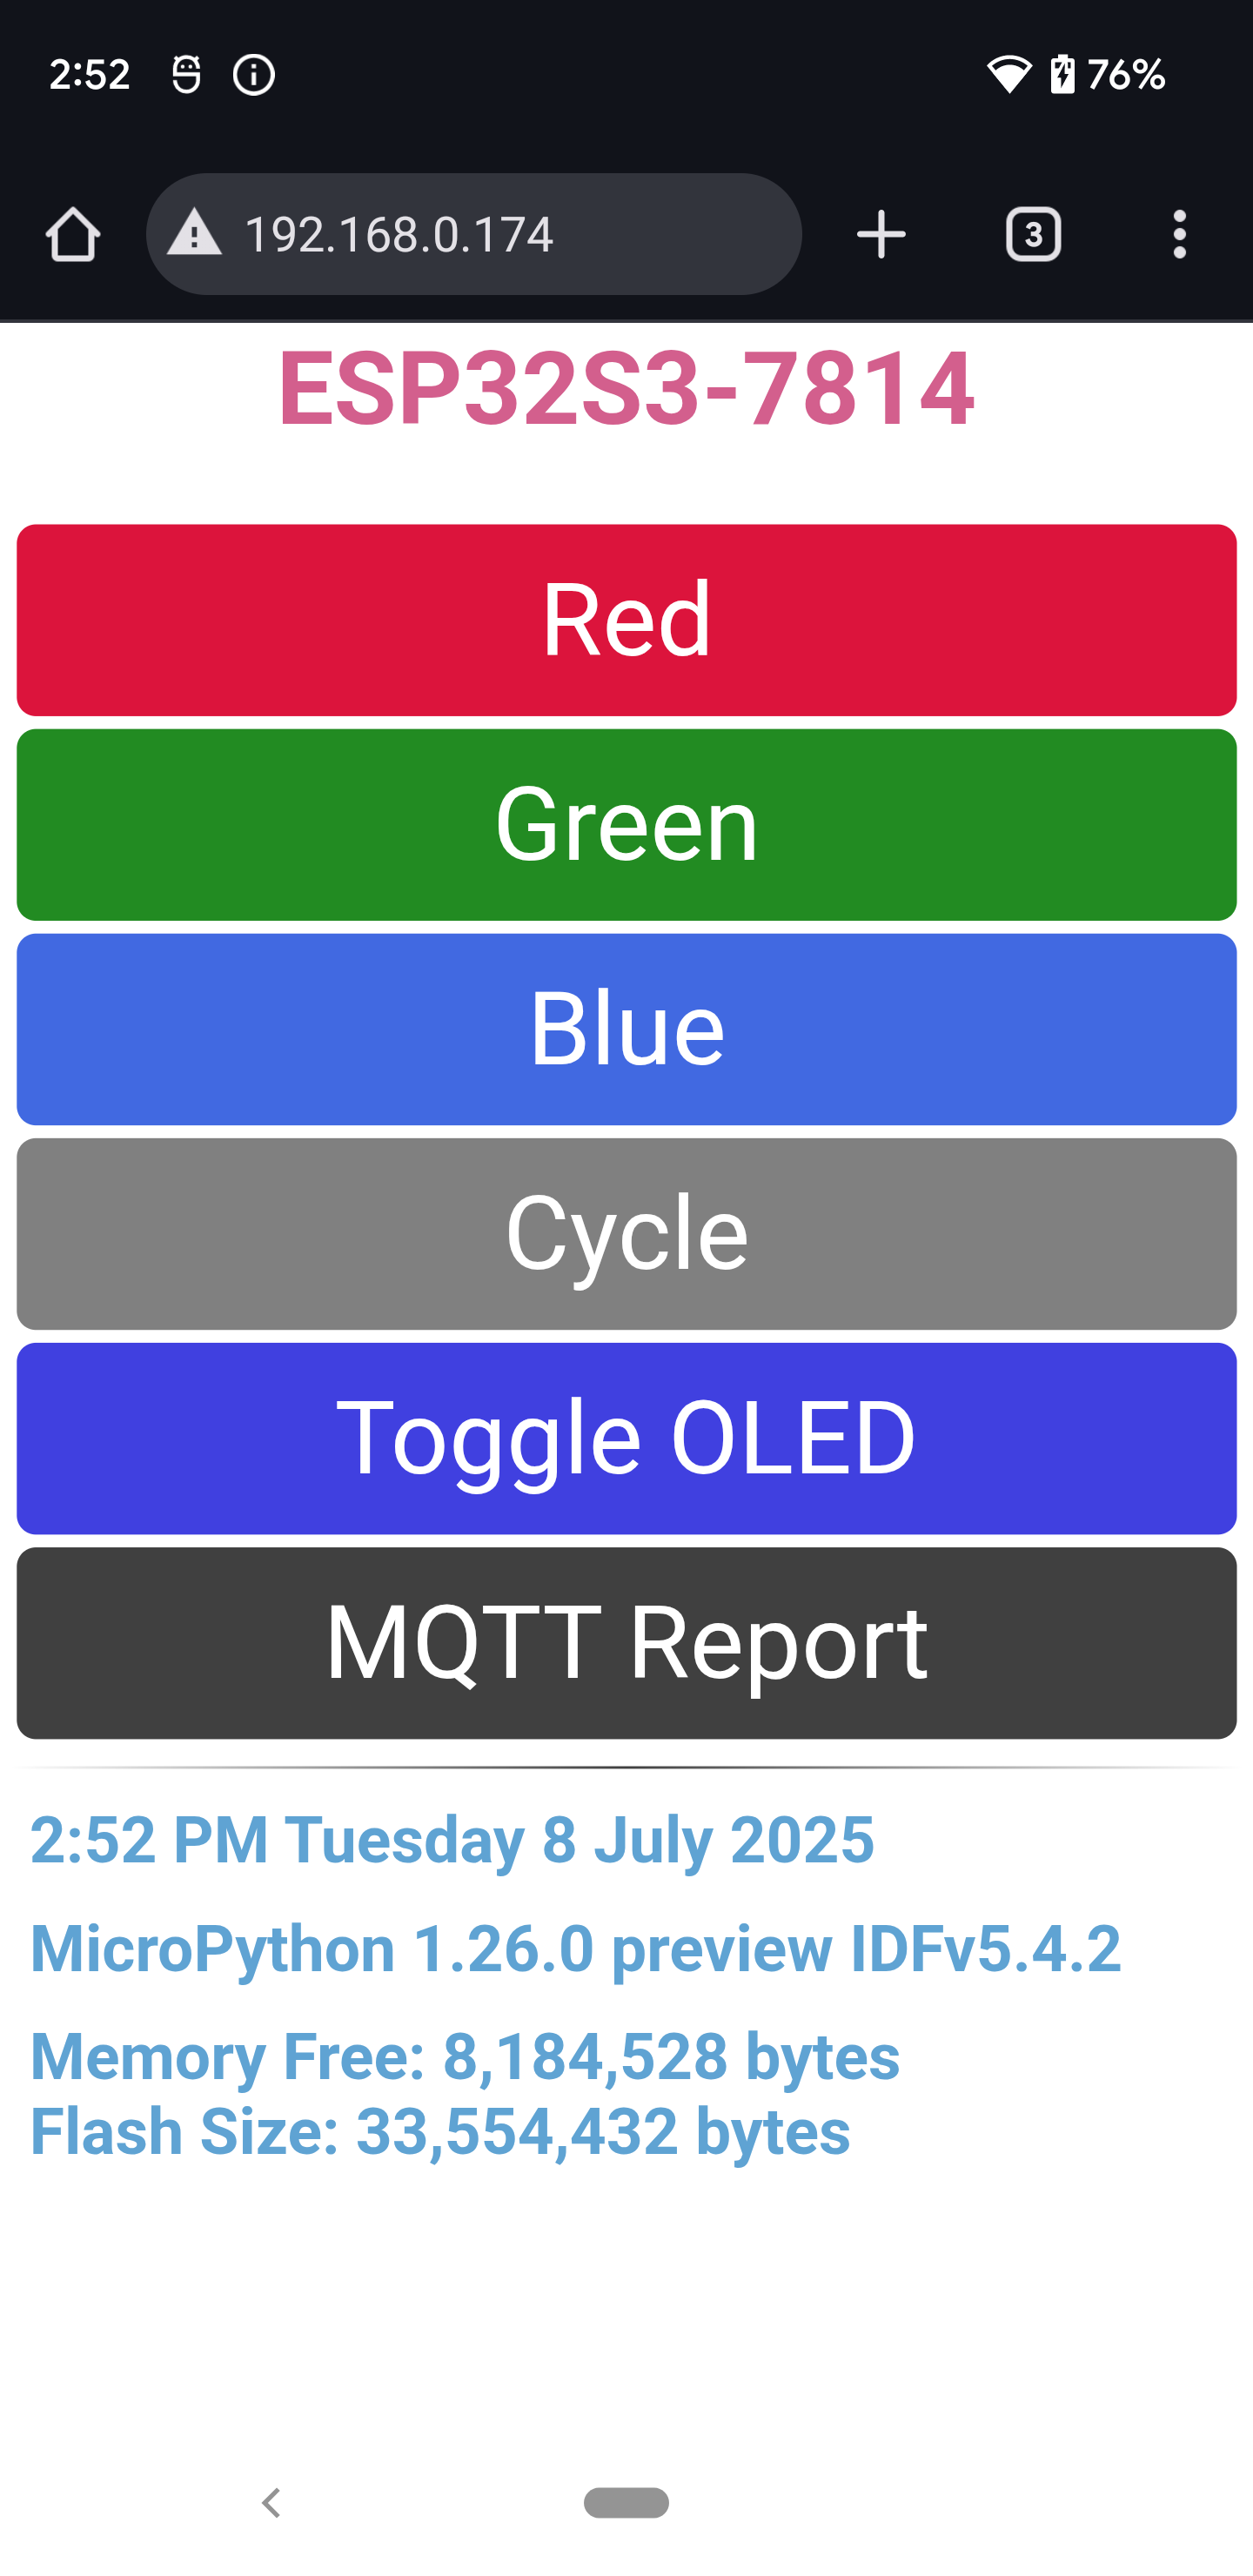 2:52
76%
192.168.0.174
3
ESP32S3-7814
Red
Green
Blue
Cycle
Toggle OLED
MQTT Report
2:52 PM Tuesday 8 July 2025
MicroPython 1.26.0 preview IDFv5.4.2
Memory Free: 8,184,528 bytes
Flash Size: 33,554,432 bytes